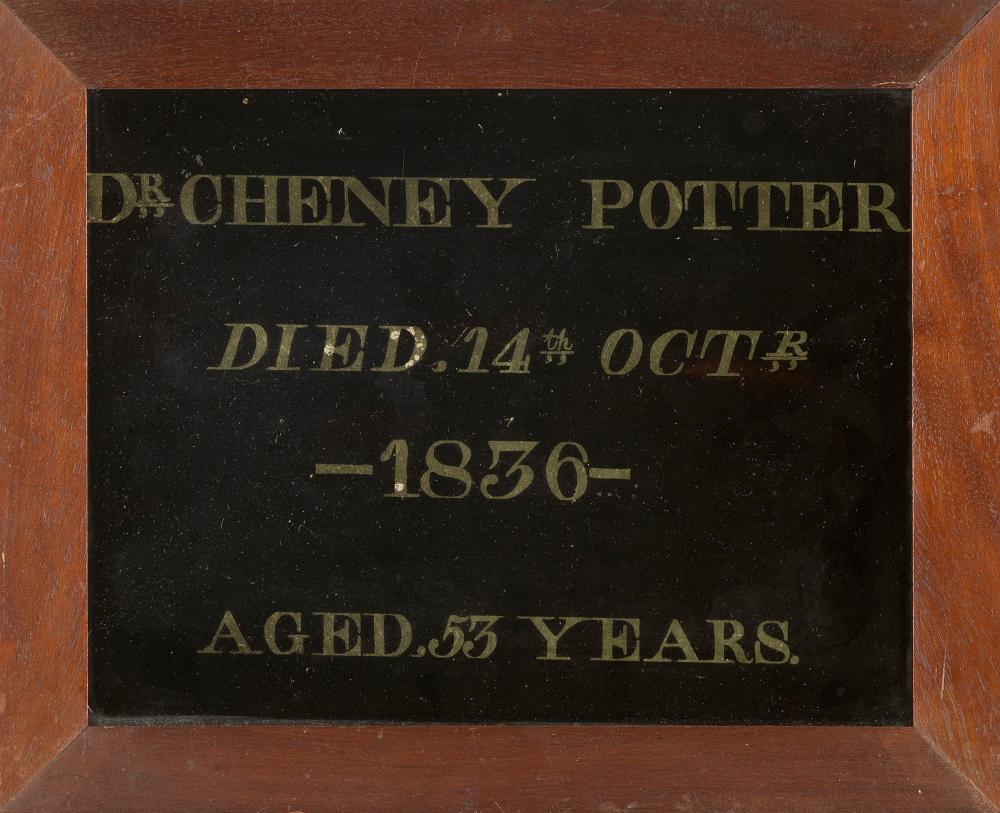 DR CHENEY POTTER
DIED. 14th OCTR
—1836—
AGED. 53 YEARS.